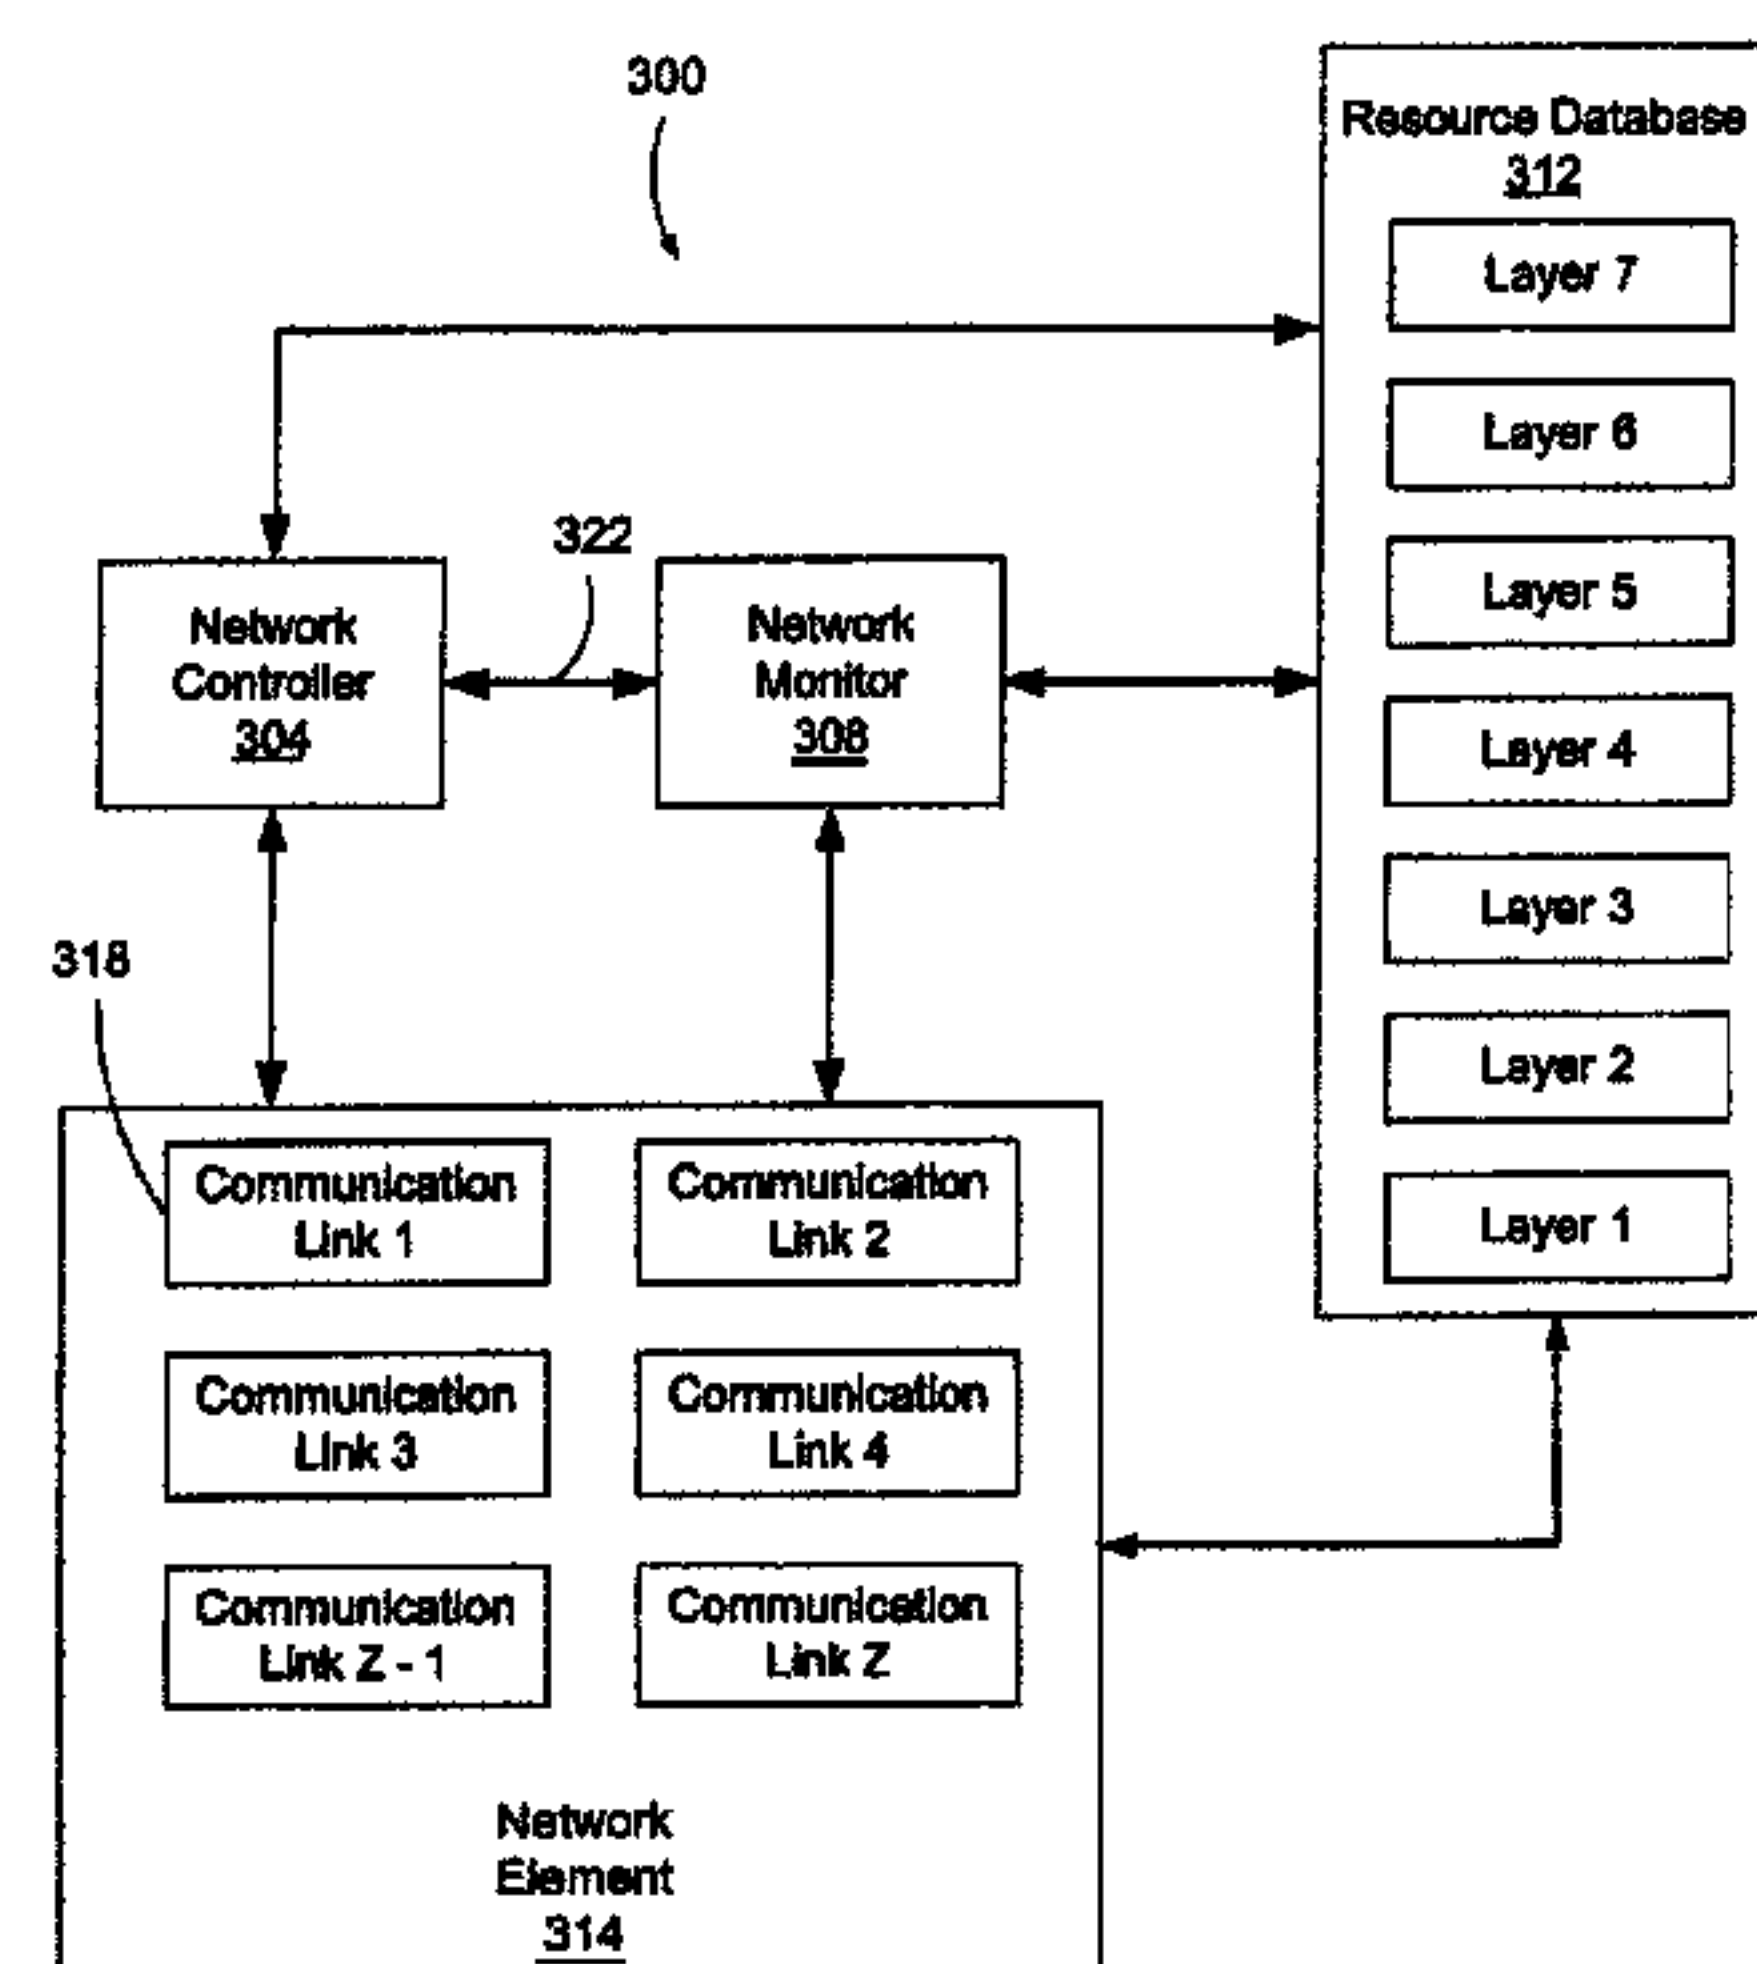 300
Resource Database
312
Layer 7
Layer 6
Layer 5
Layer 4
Layer 3
Layer 2
Layer 1
322
Network
Controller
304
Network
Monitor
308
318
Communication
Link 1
Communication
Link 2
Communication
Link 3
Communication
Link 4
Communication
Link Z - 1
Communication
Link Z
Network
Element
314